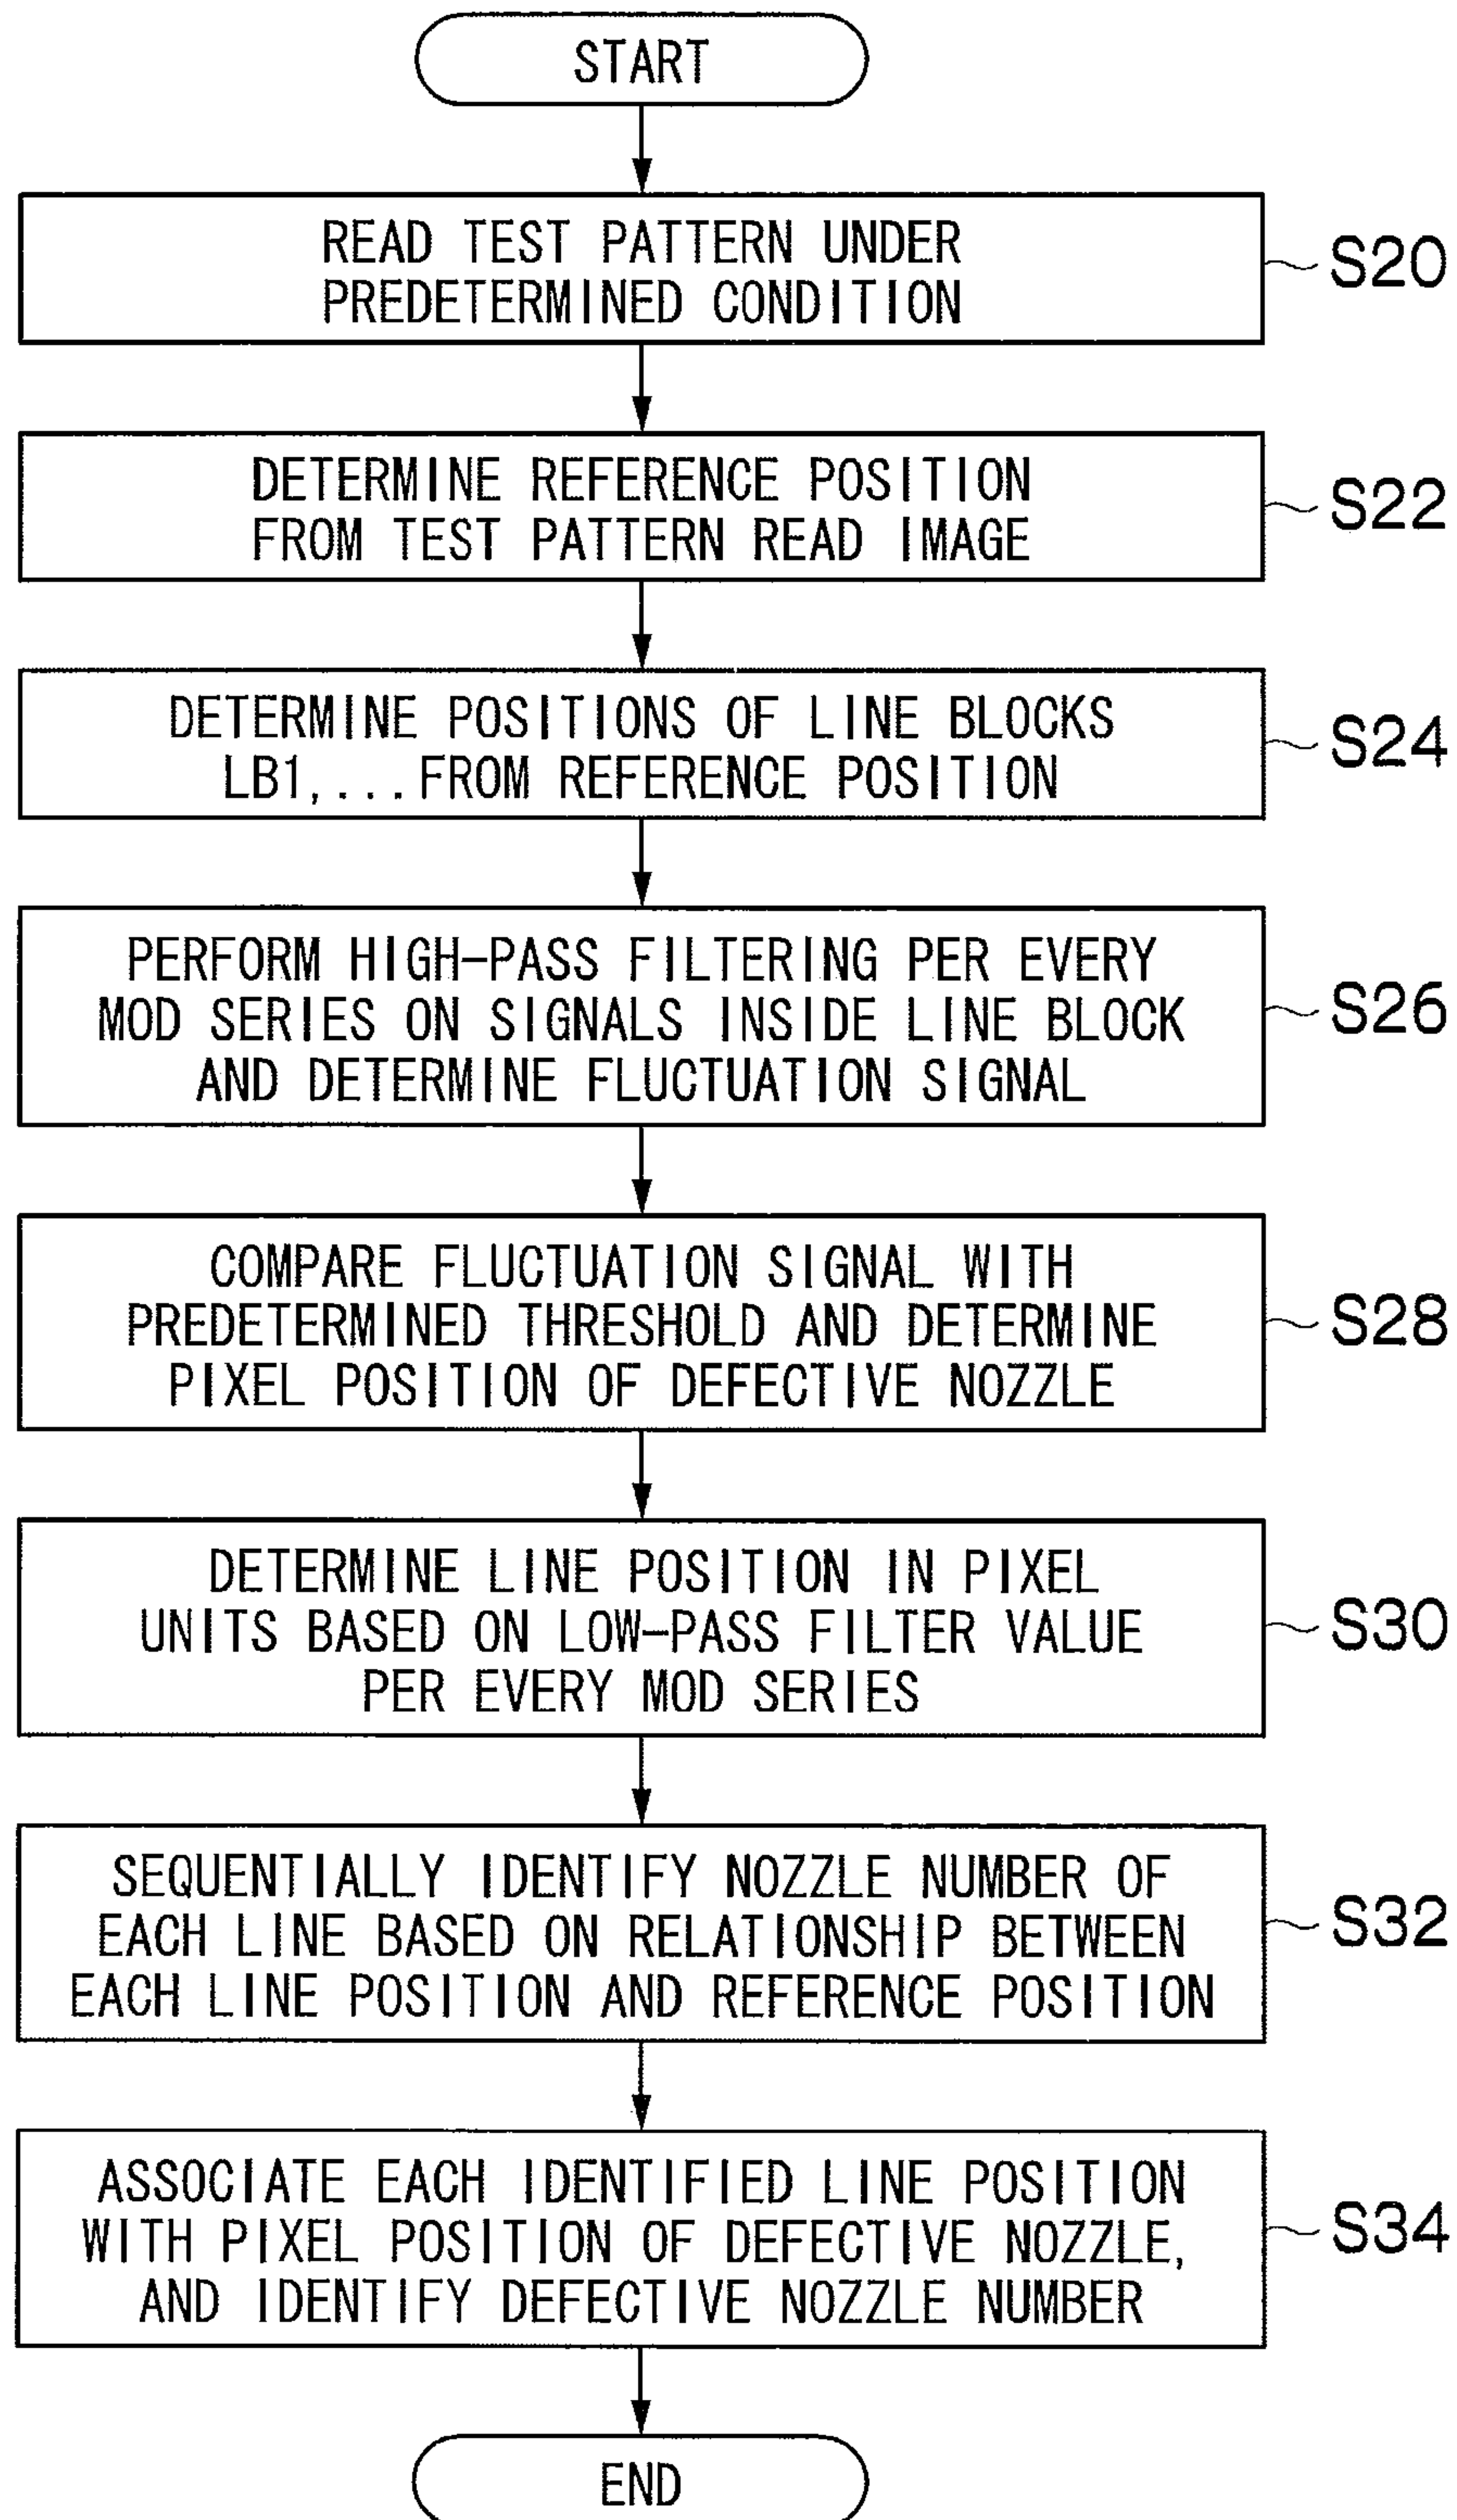 START
READ TEST PATTERN UNDER
PREDETERMINED CONDITION
S20
DETERMINE REFERENCE POSITION
FROM TEST PATTERN READ IMAGE
S22
DETERMINE POSITIONS OF LINE BLOCKS
LB1,...FROM REFERENCE POSITION
S24
PERFORM HIGH-PASS FILTERING PER EVERY
MOD SERIES ON SIGNALS INSIDE LINE BLOCK
AND DETERMINE FLUCTUATION SIGNAL
S26
COMPARE FLUCTUATION SIGNAL WITH
PREDETERMINED THRESHOLD AND DETERMINE
PIXEL POSITION OF DEFECTIVE NOZZLE
S28
DETERMINE LINE POSITION IN PIXEL
UNITS BASED ON LOW-PASS FILTER VALUE
PER EVERY MOD SERIES
S30
SEQUENTIALLY IDENTIFY NOZZLE NUMBER OF
EACH LINE BASED ON RELATIONSHIP BETWEEN
EACH LINE POSITION AND REFERENCE POSITION
S32
ASSOCIATE EACH IDENTIFIED LINE POSITION
WITH PIXEL POSITION OF DEFECTIVE NOZZLE,
AND IDENTIFY DEFECTIVE NOZZLE NUMBER
S34
END